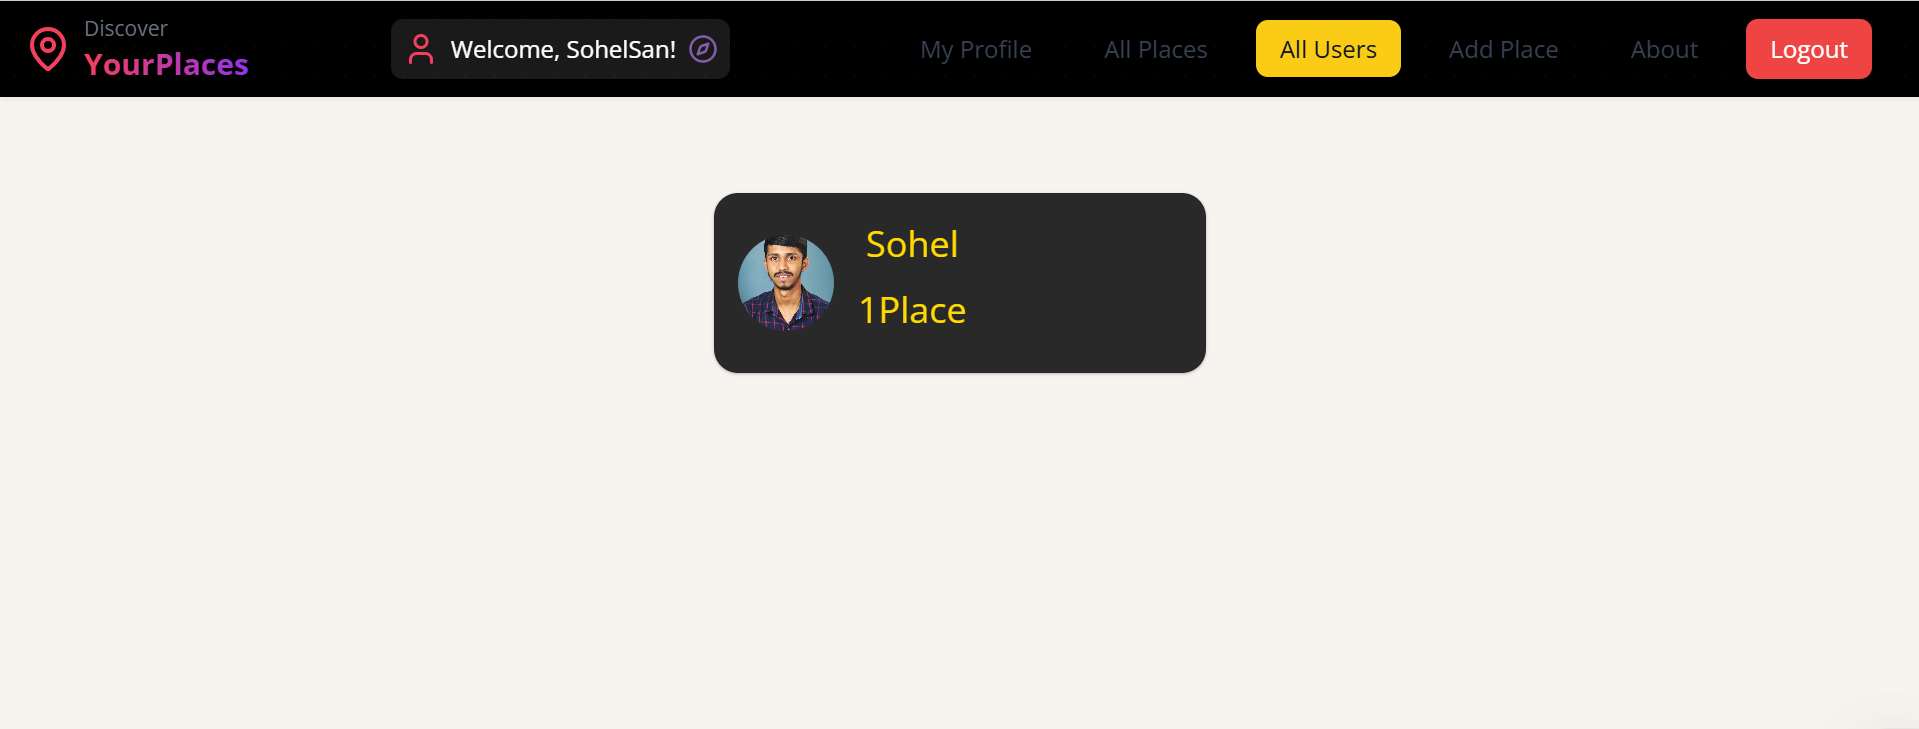 Discover
YourPlaces
Welcome, SohelSan!
My Profile
All Places
All Users
Add Place
About
Logout
Sohel
1Place